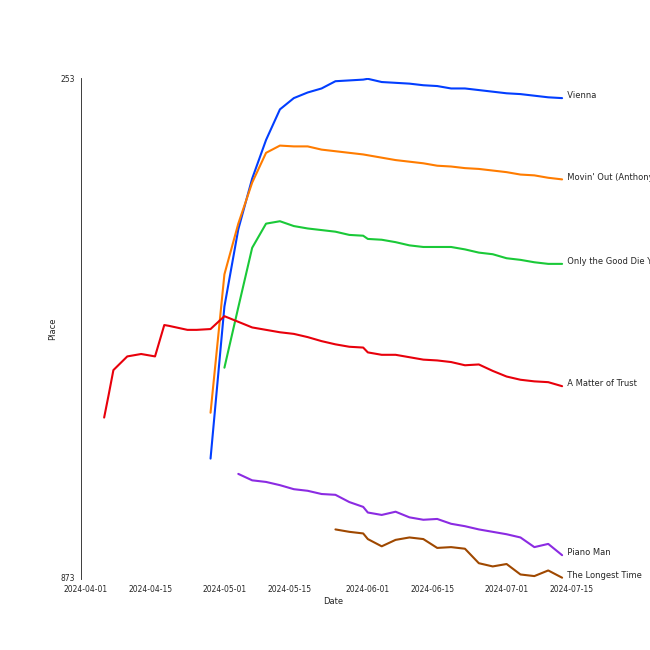 253
Vienna
Movin' Out (Anthony
Only the Good Die
A Matter of Trust
Place
Piano Man
The Longest Time
873
2024-04-01 2024-04-15 2024-05-01 2024-05-15 2024-06-01 2024-06-15 2024-07-01 2024-07-15
Date